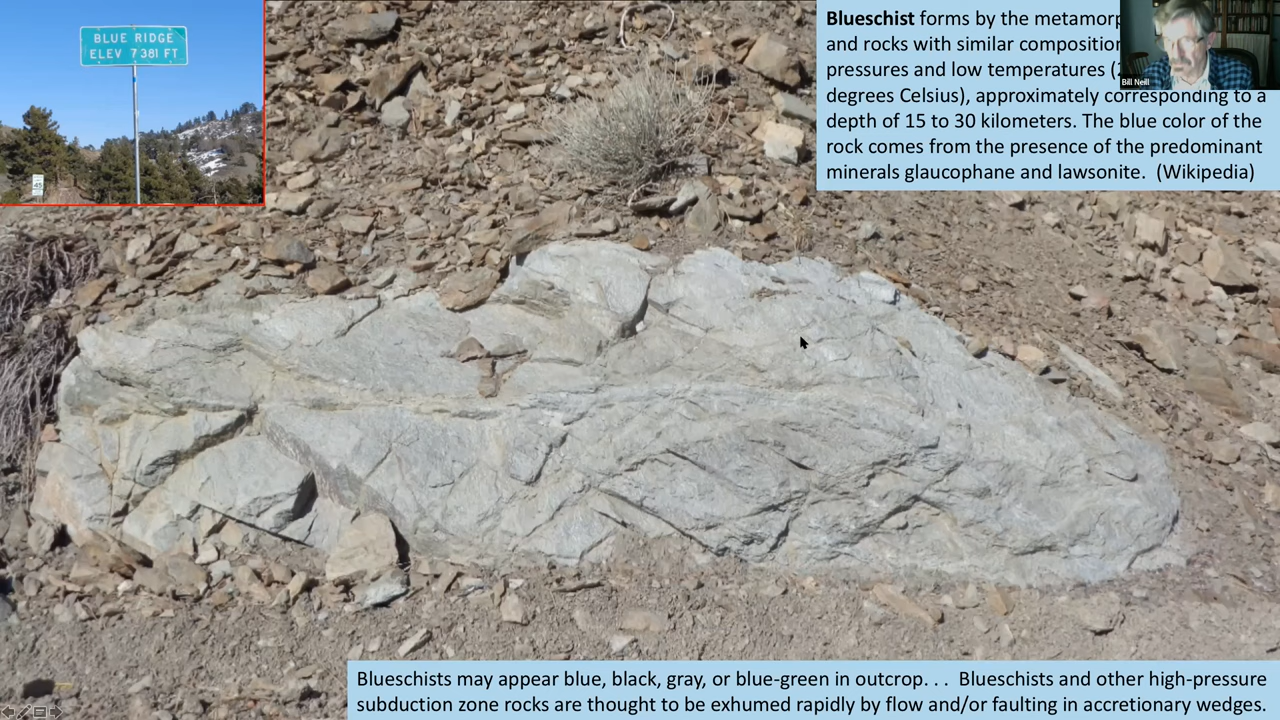 BLUE RIDGE
ELEV 7381 FT
45
Blueschist forms by the
and rocks with similar
pressures and low temperatures
degrees Celsius), approximately corresponding to a
depth of 15 to 30 kilometers. The blue color of the
rock comes from the presence of the predominant
minerals glaucophane and lawsonite. (Wikipedia)
Bill Neill
Blueschists may appear blue, black, gray, or blue-green in outcrop. . . Blueschists and other high-pressure
subduction zone rocks are thought to be exhumed rapidly by flow and/or faulting in accretionary wedges.